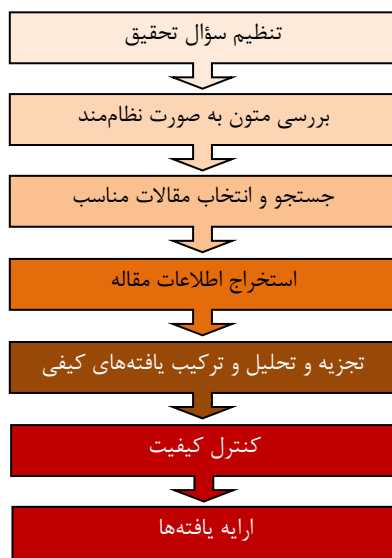 تنظیم سؤال تحقیق
بررسی متون به صورت نظام‌مند
جستجو و انتخاب مقالات مناسب
استخراج اطلاعات مقاله
تجزیه و تحلیل و ترکیب یافته‌های کیفی
کنترل کیفیت
ارایه یافته‌ها